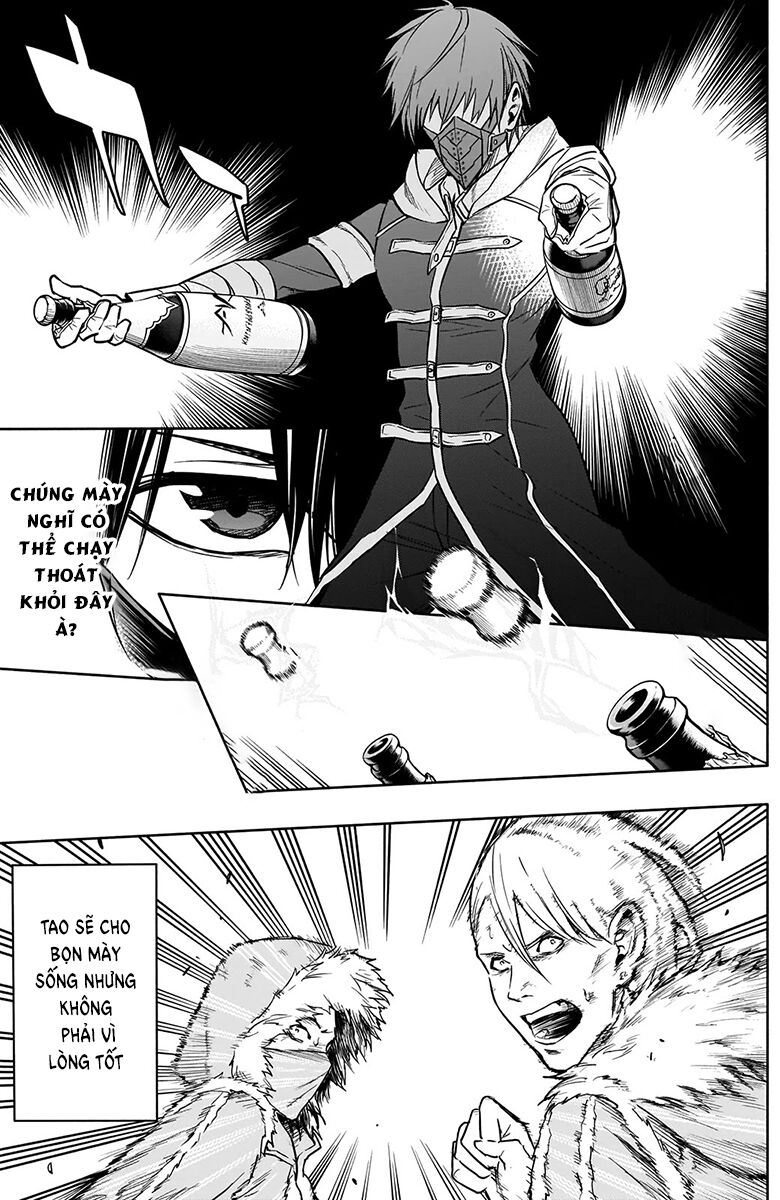 CHÚNG MÀY
NGHĨ CÓ
THỂ CHẠY
THOÁT
KHỎI ĐÂY
À?
TAO SẼ CHO
BỌN MÀY
SỐNG NHƯNG
KHÔNG
PHẢI VÌ
LÒNG TỐT